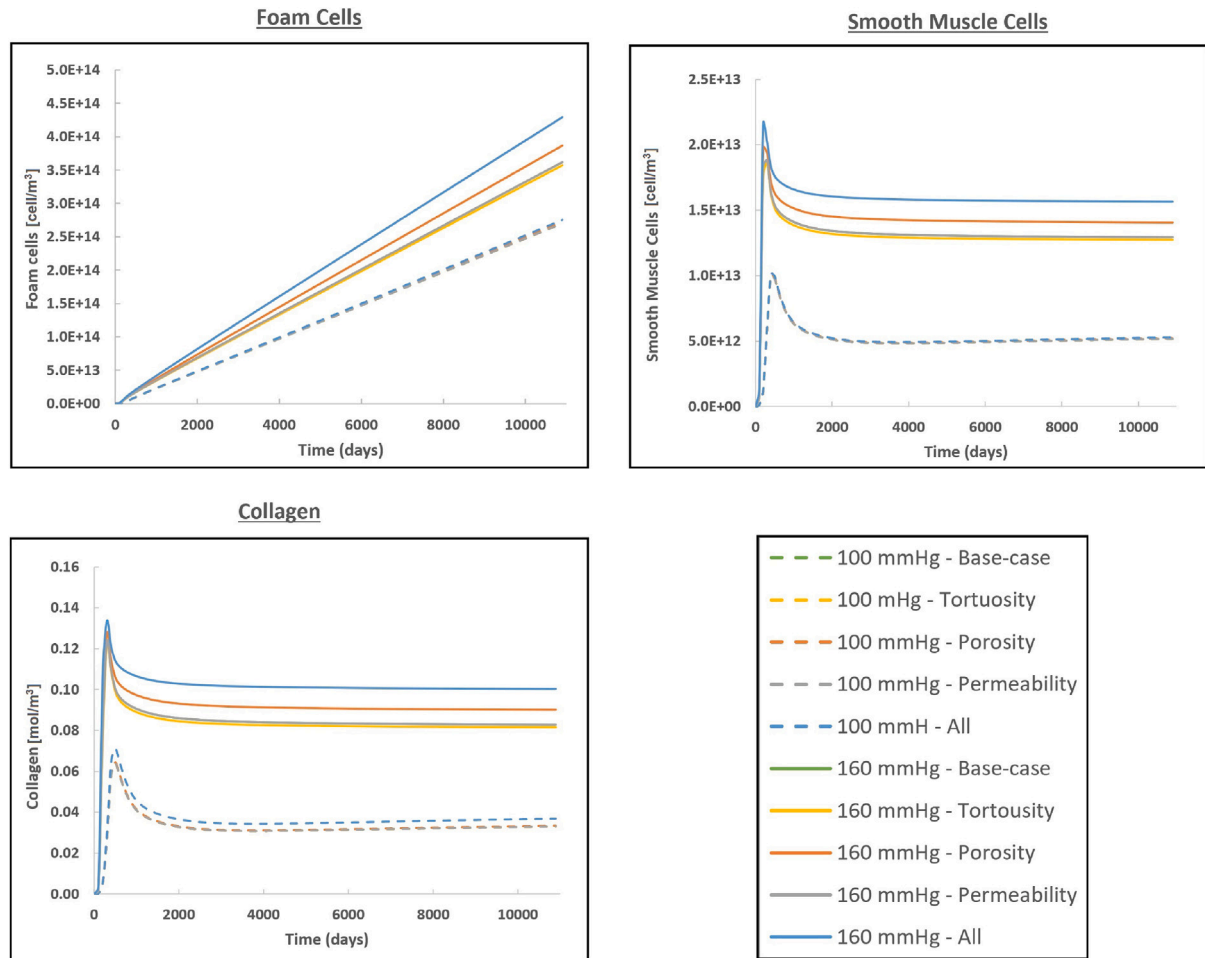 Foam Cells
5.0E+14
4.5E+14
4.0E+14
3.5E+14
3.0E+14
2.5E+14
2.0E+14
1.5E+14
1.0E+14
5.0E+13
0.0E+00
Foam cells [cell/m³]
0 2000 4000 6000 8000 10000
Time (days)
Smooth Muscle Cells
2.5E+13
2.0E+13
1.5E+13
1.0E+13
5.0E+12
0.0E+00
Smooth Muscle Cells [cell/m³]
0 2000 4000 6000 8000 10000
Time (days)
Collagen
0.16
0.14
0.12
0.10
0.08
0.06
0.04
0.02
0.00
Collagen [mol/m³]
0 2000 4000 6000 8000 10000
Time (days)
100 mmHg - Base-case
100 mHg - Tortuosity
100 mmHg - Porosity
100 mmHg - Permeability
100 mmH - All
160 mmHg - Base-case
160 mmHg - Tortousity
160 mmHg - Porosity
160 mmHg - Permeability
160 mmHg - All